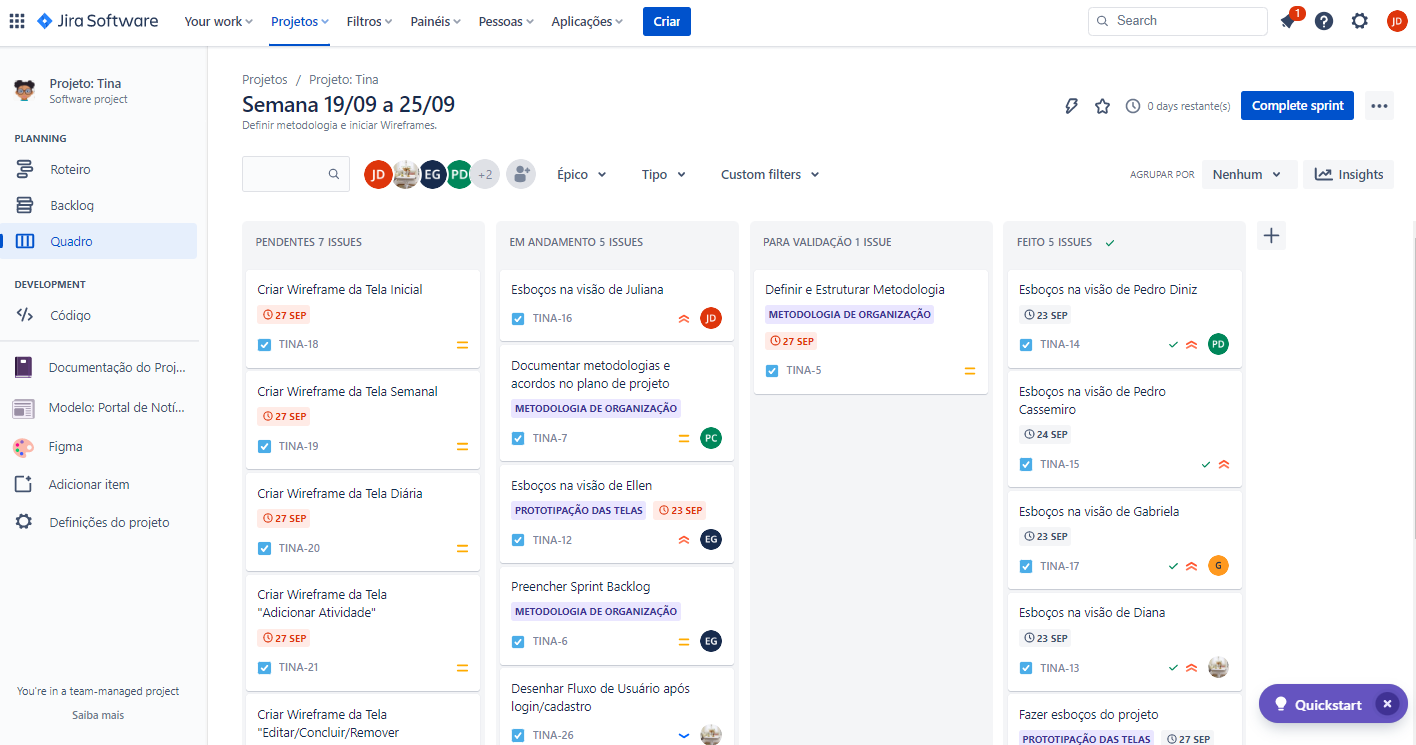 Jira Software
Your work
Projetos
Filtros
Painéis
Pessoas
Aplicações
Criar
Search
1
JD
Projeto: Tina
Software project
PLANNING
Roteiro
Backlog
Quadro
DEVELOPMENT
Código
Documentação do Proj...
Modelo: Portal de Notí...
Figma
Adicionar item
Definições do projeto
You're in a team-managed project
Saiba mais
Projetos / Projeto: Tina
Semana 19/09 a 25/09
Definir metodologia e iniciar Wireframes.
0 days restante(s)
Complete sprint
JD
EG
PD
+2
Épico
Tipo
Custom filters
AGRUPAR POR
Nenhum
Insights
PENDENTES 7 ISSUES
Criar Wireframe da Tela Inicial
27 SEP
TINA-18
Criar Wireframe da Tela Semanal
27 SEP
TINA-19
Criar Wireframe da Tela Diária
27 SEP
TINA-20
Criar Wireframe da Tela
"Adicionar Atividade"
27 SEP
TINA-21
Criar Wireframe da Tela
"Editar/Concluir/Remover
EM ANDAMENTO 5 ISSUES
Esboços na visão de Juliana
TINA-16
JD
Documentar metodologias e
acordos no plano de projeto
METODOLOGIA DE ORGANIZAÇÃO
TINA-7
PC
Esboços na visão de Ellen
PROTOTIPAÇÃO DAS TELAS
23 SEP
TINA-12
EG
Preencher Sprint Backlog
METODOLOGIA DE ORGANIZAÇÃO
TINA-6
EG
Desenhar Fluxo de Usuário após
login/cadastro
TINA-26
PARA VALIDAÇÃO 1 ISSUE
Definir e Estruturar Metodologia
METODOLOGIA DE ORGANIZAÇÃO
27 SEP
TINA-5
FEITO 5 ISSUES
Esboços na visão de Pedro Diniz
23 SEP
TINA-14
PD
Esboços na visão de Pedro
Cassemiro
24 SEP
TINA-15
Esboços na visão de Gabriela
23 SEP
TINA-17
G
Esboços na visão de Diana
23 SEP
TINA-13
Fazer esboços do projeto
PROTOTIPAÇÃO DAS TELAS
27 SEP
Quickstart